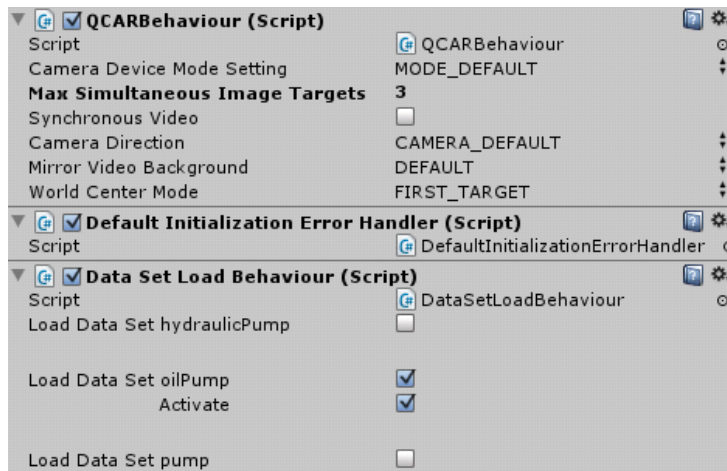 QCARBehaviour (Script)
Script QCARBehaviour
Camera Device Mode Setting MODE_DEFAULT
Max Simultaneous Image Targets 3
Synchronous Video
Camera Direction CAMERA_DEFAULT
Mirror Video Background DEFAULT
World Center Mode FIRST_TARGET
Default Initialization Error Handler (Script)
Script DefaultInitializationErrorHandler
Data Set Load Behaviour (Script)
Script DataSetLoadBehaviour
Load Data Set hydraulicPump
Load Data Set oilPump
Activate
Load Data Set pump